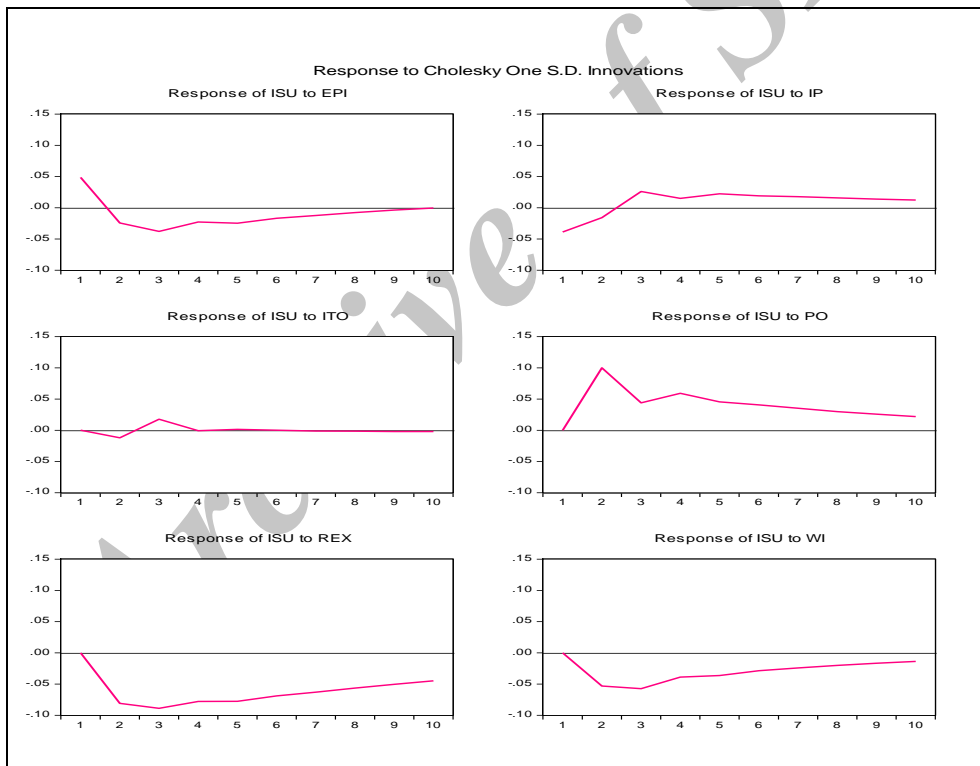 Response to Cholesky One S.D. Innovations
Response of ISU to EPI
.15
.10
.05
.00
-.05
-.10
1 2 3 4 5 6 7 8 9 10
Response of ISU to IP
.15
.10
.05
.00
-.05
-.10
1 2 3 4 5 6 7 8 9 10
Response of ISU to ITO
.15
.10
.05
.00
-.05
-.10
1 2 3 4 5 6 7 8 9 10
Response of ISU to PO
.15
.10
.05
.00
-.05
-.10
1 2 3 4 5 6 7 8 9 10
Response of ISU to REX
.15
.10
.05
.00
-.05
-.10
1 2 3 4 5 6 7 8 9 10
Response of ISU to WI
.15
.10
.05
.00
-.05
-.10
1 2 3 4 5 6 7 8 9 10
Archive of